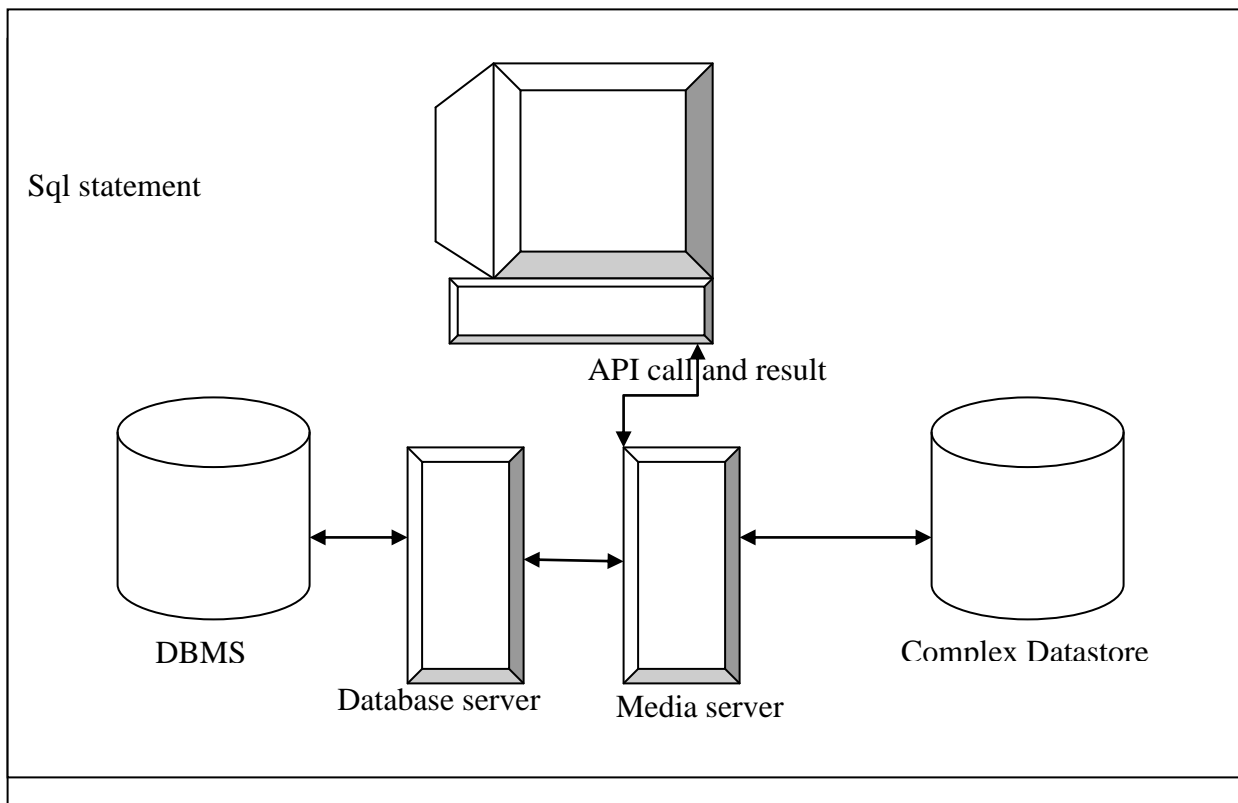 Sql statement
API call and result
DBMS
Complex Datastore
Database server
Media server